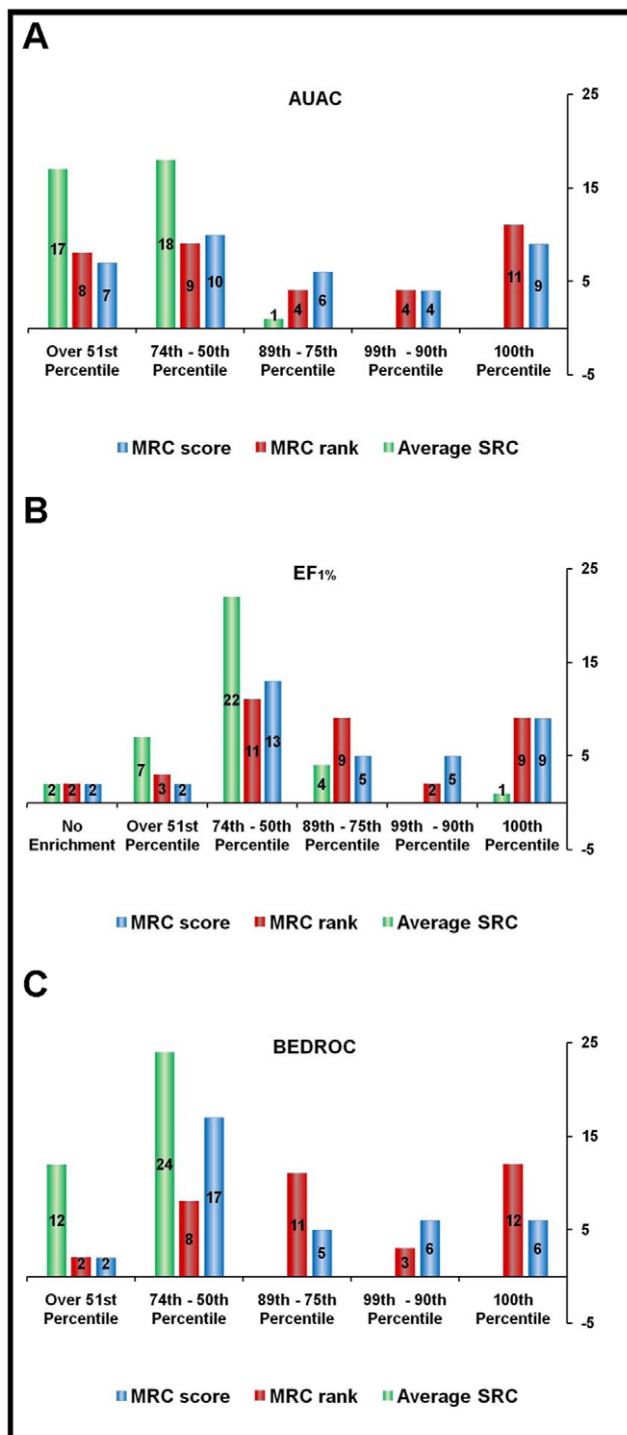 A
AUAC
25
15
5
-5
17 8 7 18 9 10 1 4 6 4 4 11 9
Over 51st 74th - 50th 89th - 75th 99th - 90th 100th
Percentile Percentile Percentile Percentile Percentile
MRC score MRC rank Average SRC
B
EF1%
25
15
5
-5
2 2 2 7 3 2 22 11 13 4 9 5 2 5 1 9 9
No Over 51st 74th - 50th 89th - 75th 99th - 90th 100th
Enrichment Percentile Percentile Percentile Percentile Percentile
MRC score MRC rank Average SRC
C
BEDROC
25
15
5
-5
12 2 2 24 8 17 11 5 3 6 12 6
Over 51st 74th - 50th 89th - 75th 99th - 90th 100th
Percentile Percentile Percentile Percentile Percentile
MRC score MRC rank Average SRC